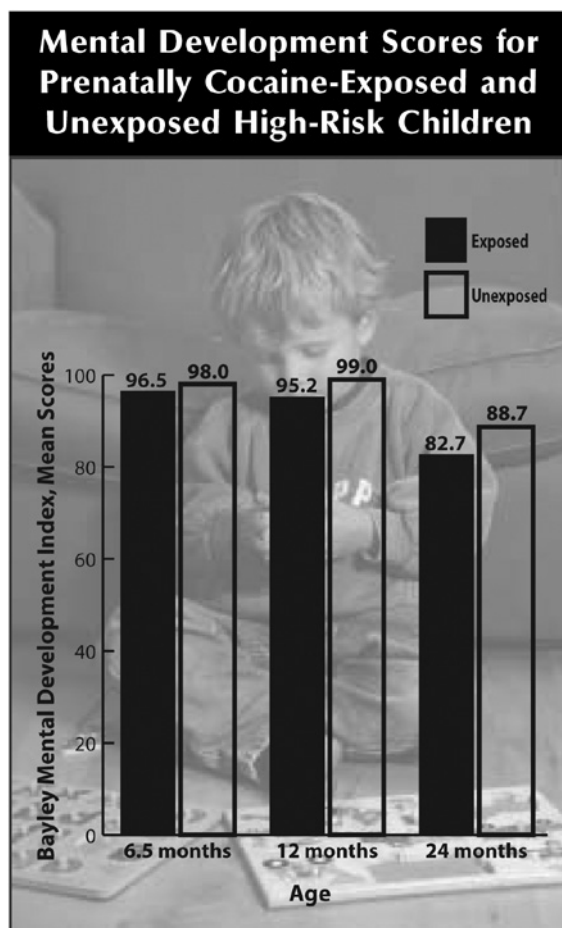 Mental Development Scores for
Prenatally Cocaine-Exposed and
Unexposed High-Risk Children
Exposed
Unexposed
Bayley Mental Development Index, Mean Scores
100
80
60
40
20
0
96.5
98.0
95.2
99.0
82.7
88.7
6.5 months
12 months
24 months
Age